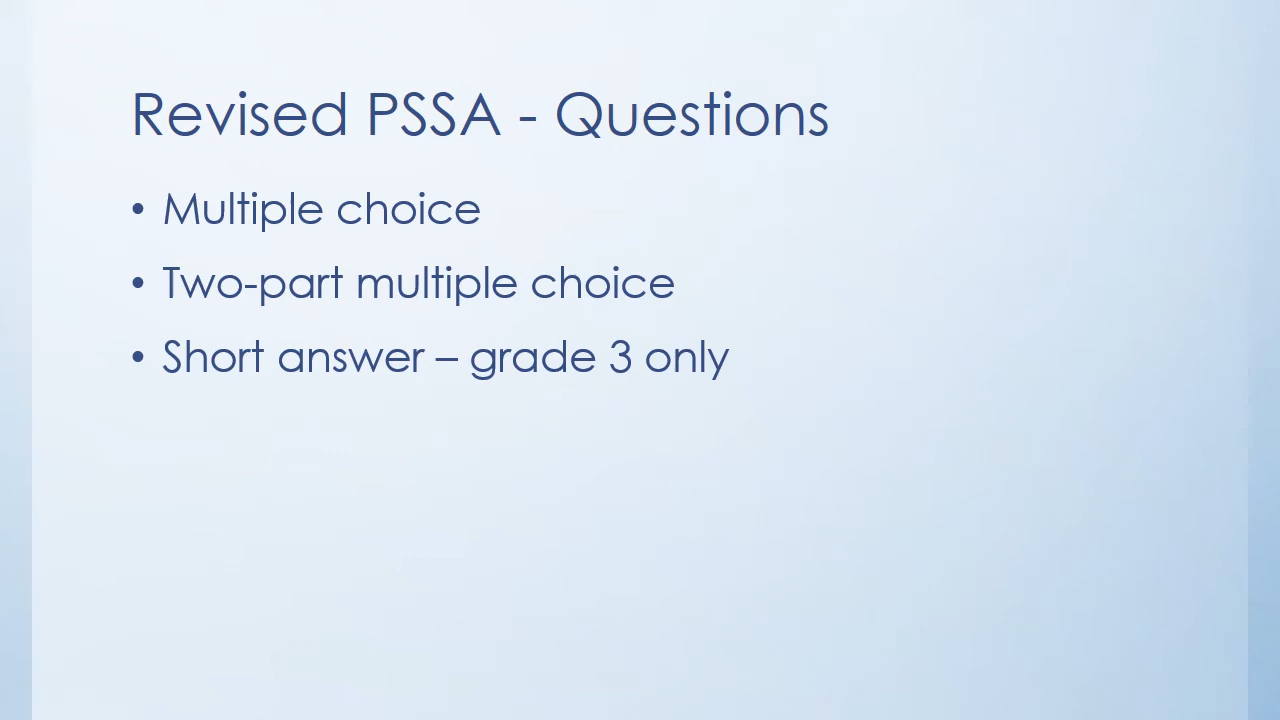 Revised PSSA - Questions
• Multiple choice
• Two-part multiple choice
• Short answer – grade 3 only